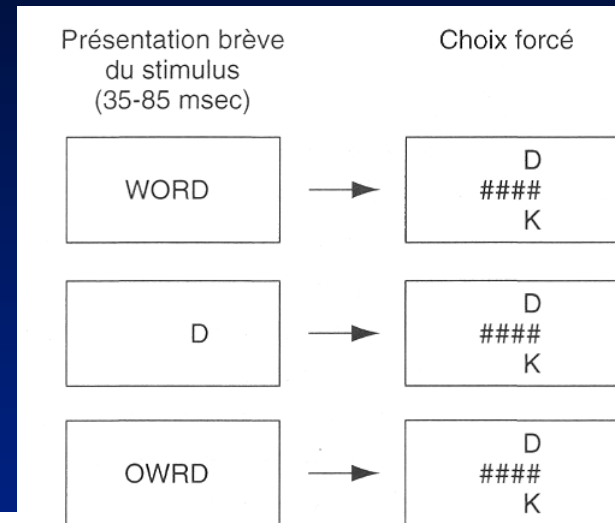 Présentation brève
du stimulus
(35-85 msec)
Choix forcé
WORD
D
####
K
D
D
####
K
OWRD
D
####
K